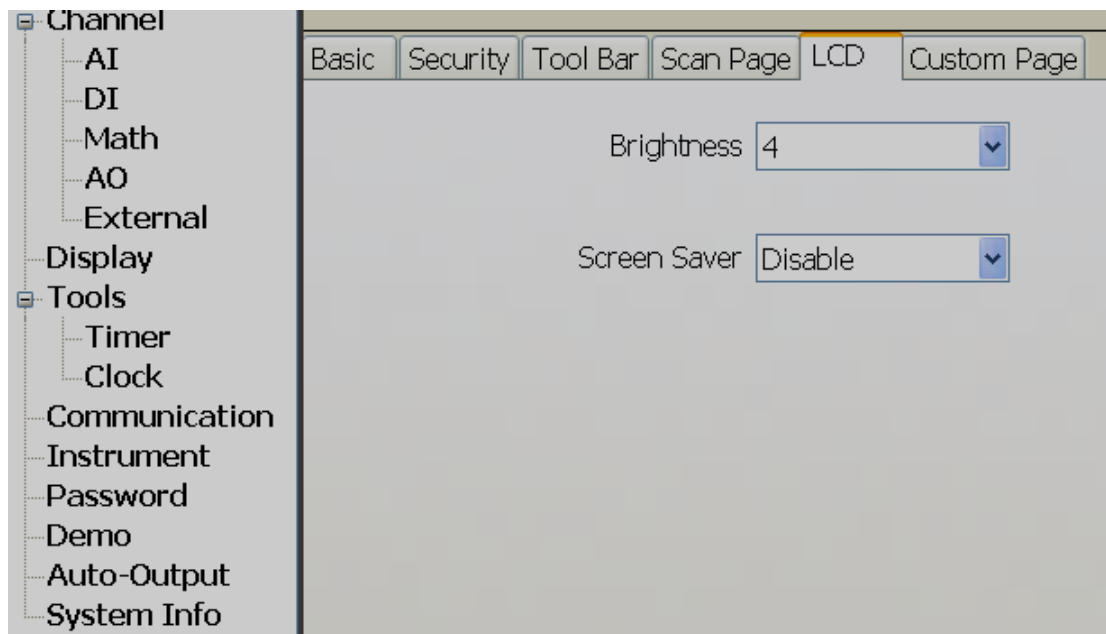 Channel
AI
DI
Math
AO
External
Display
Tools
Timer
Clock
Communication
Instrument
Password
Demo
Auto-Output
System Info
Basic Security Tool Bar Scan Page LCD Custom Page
Brightness 4
Screen Saver Disable